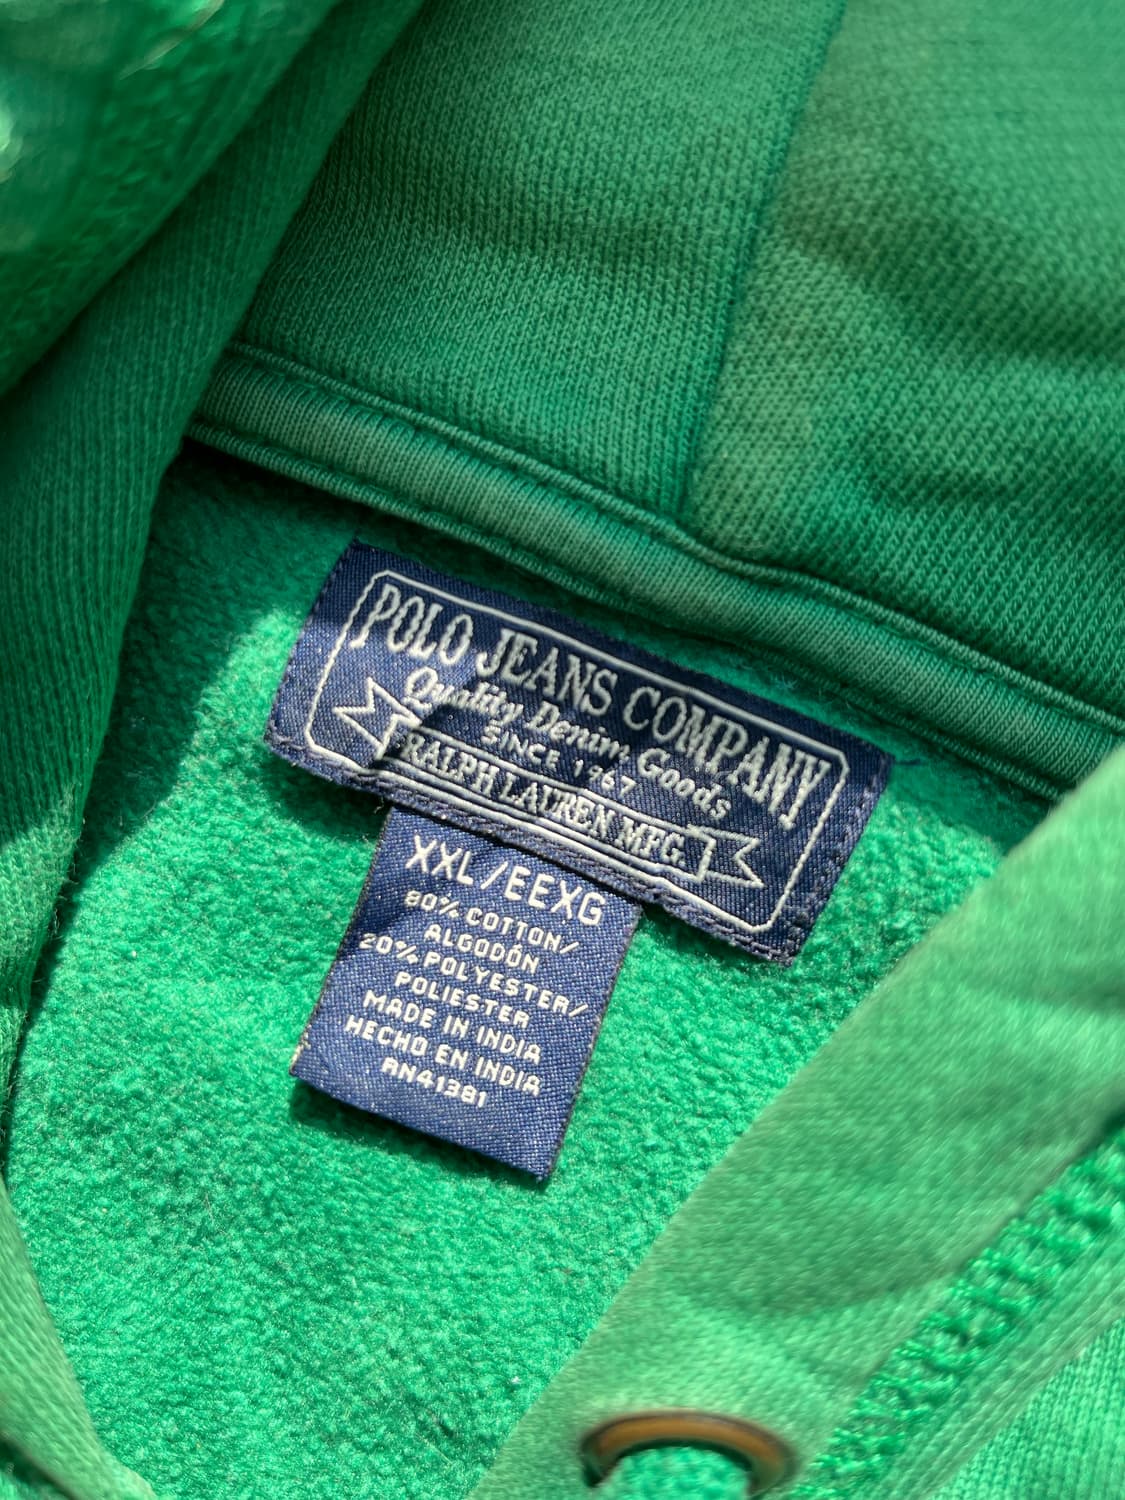 POLO JEANS COMPANY
Quality Denim Goods
SINCE 1967
RALPH LAUREN MFG.
XXL/EEXG
80% COTTON/
ALGODÓN
20% POLYESTER/
POLIESTER
MADE IN INDIA
HECHO EN INDIA
RN41381